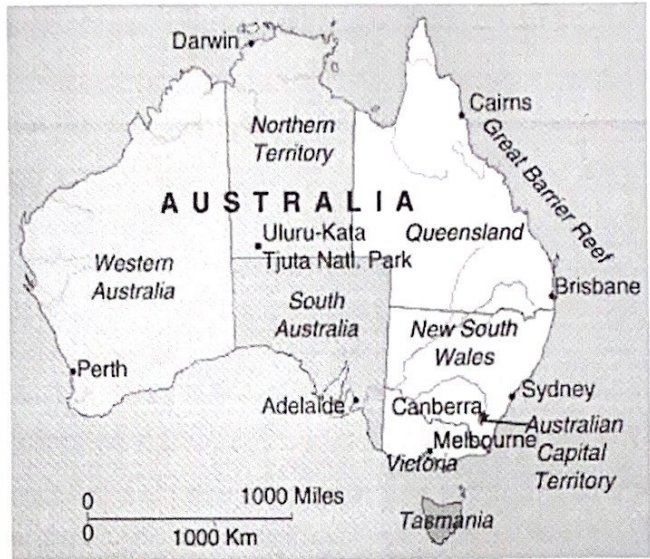 Darwin
Cairns
Great Barrier Reef
Northern
Territory
AUSTRALIA
Uluru-Kata
Tjuta Natl. Park
Queensland
Western
Australia
South
Australia
Brisbane
New South
Wales
Perth
Adelaide
Canberra
Sydney
Australian
Capital
Territory
Melbourne
Victoria
Tasmania
0 1000 Miles
0 1000 Km